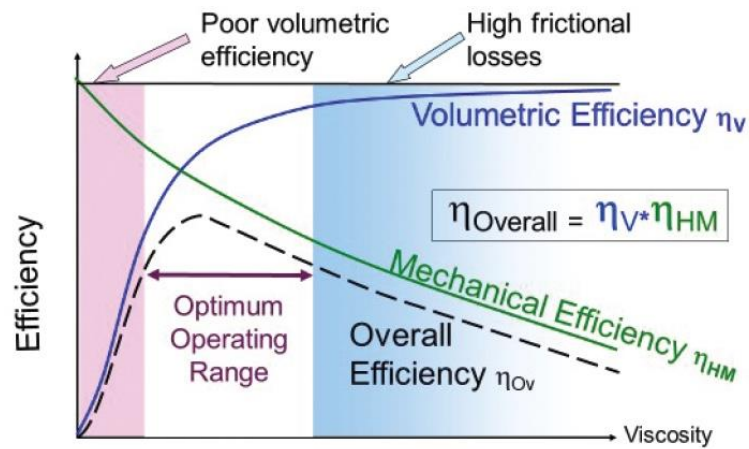 Poor volumetric
efficiency
High frictional
losses
Volumetric Efficiency ηV
ηOverall = ηV*ηHM
Efficiency
Mechanical Efficiency ηHM
Optimum
Operating
Range
Overall
Efficiency ηOv
Viscosity